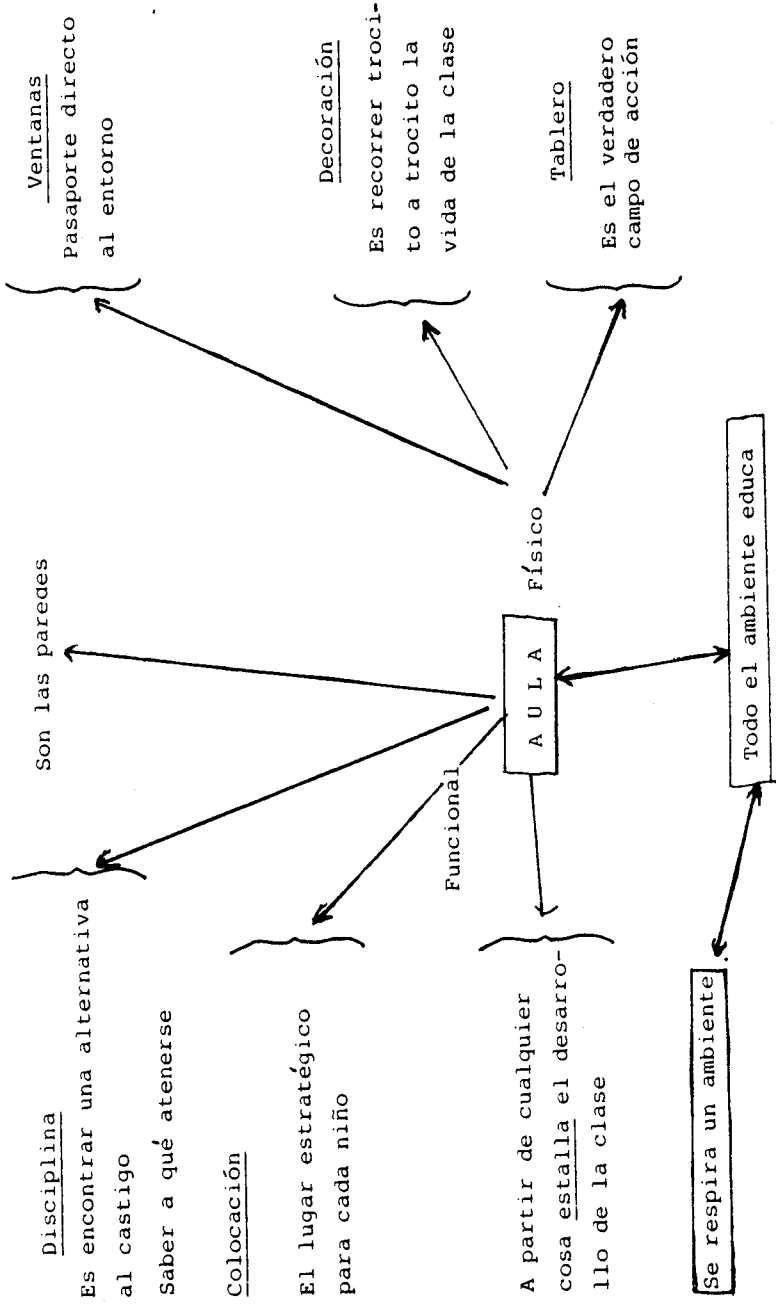 Disciplina
Es encontrar una alternativa
al castigo
Saber a qué atenerse
Colocación
El lugar estratégico
para cada niño
A partir de cualquier
cosa estalla el desarro-
llo de la clase
Se respira un ambiente.
Son las paredes
Funcional
A U L A
Físico
Todo el ambiente educa
Ventanas
Pasaporte directo
al entorno
Decoración
Es recorrer troci-
to a trocito la
vida de la clase
Tablero
Es el verdadero
campo de acción